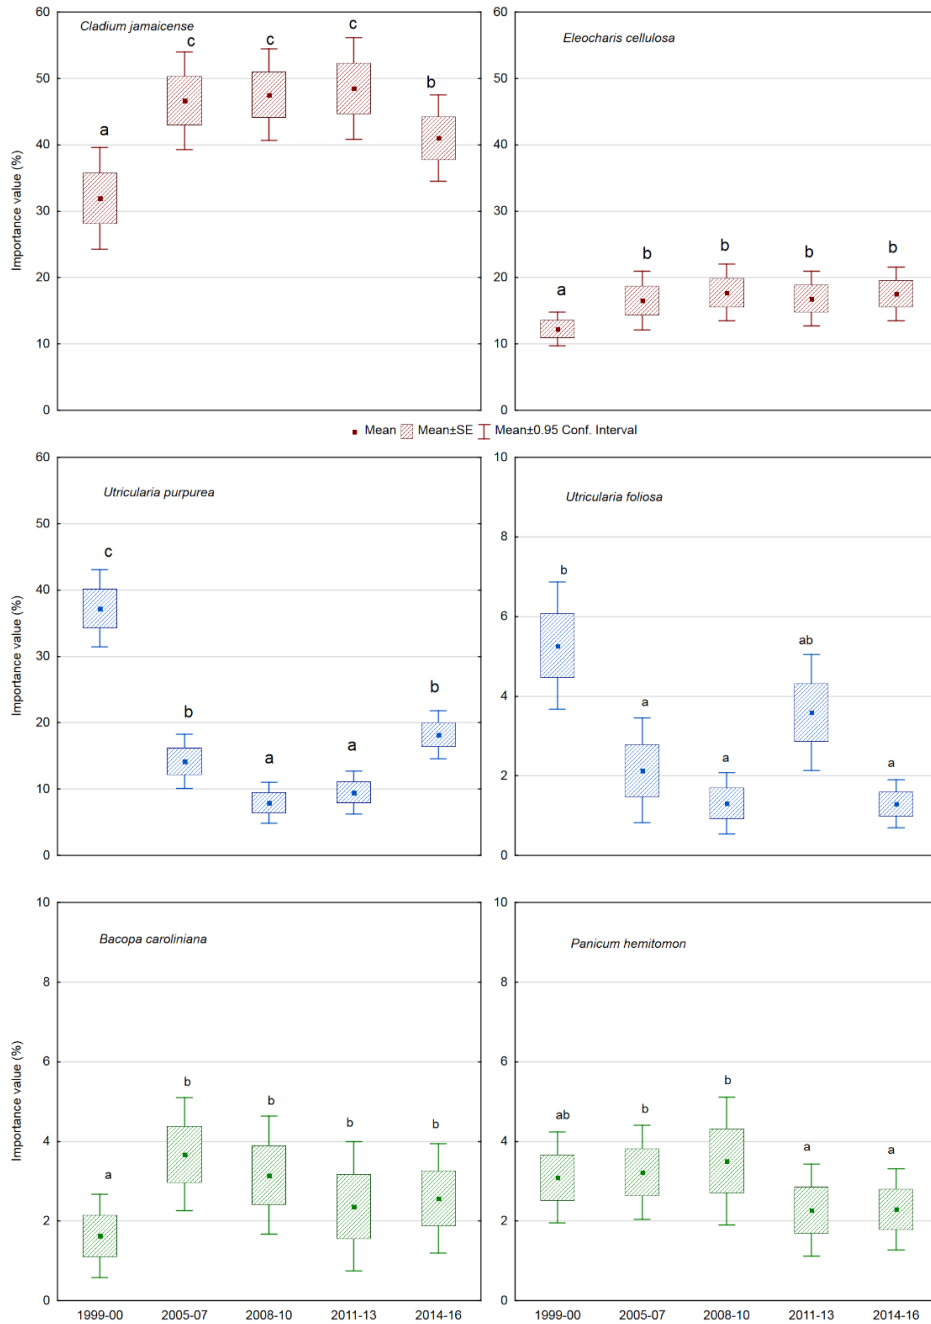 60
50
40
30
20
10
0
Importance value (%)
Cladium jamaicense
a
c
c
c
b
60
50
40
30
20
10
0
Eleocharis cellulosa
a
b
b
b
b
Mean Mean±SE Mean±0.95 Conf. Interval
60
50
40
30
20
10
0
Importance value (%)
Utricularia purpurea
c
b
a
a
b
10
8
6
4
2
0
Utricularia foliosa
b
a
a
ab
a
10
8
6
4
2
0
Importance value (%)
Bacopa caroliniana
a
b
b
b
b
1999-00 2005-07 2008-10 2011-13 2014-16
10
8
6
4
2
0
Panicum hemitomon
ab
b
b
a
a
1999-00 2005-07 2008-10 2011-13 2014-16